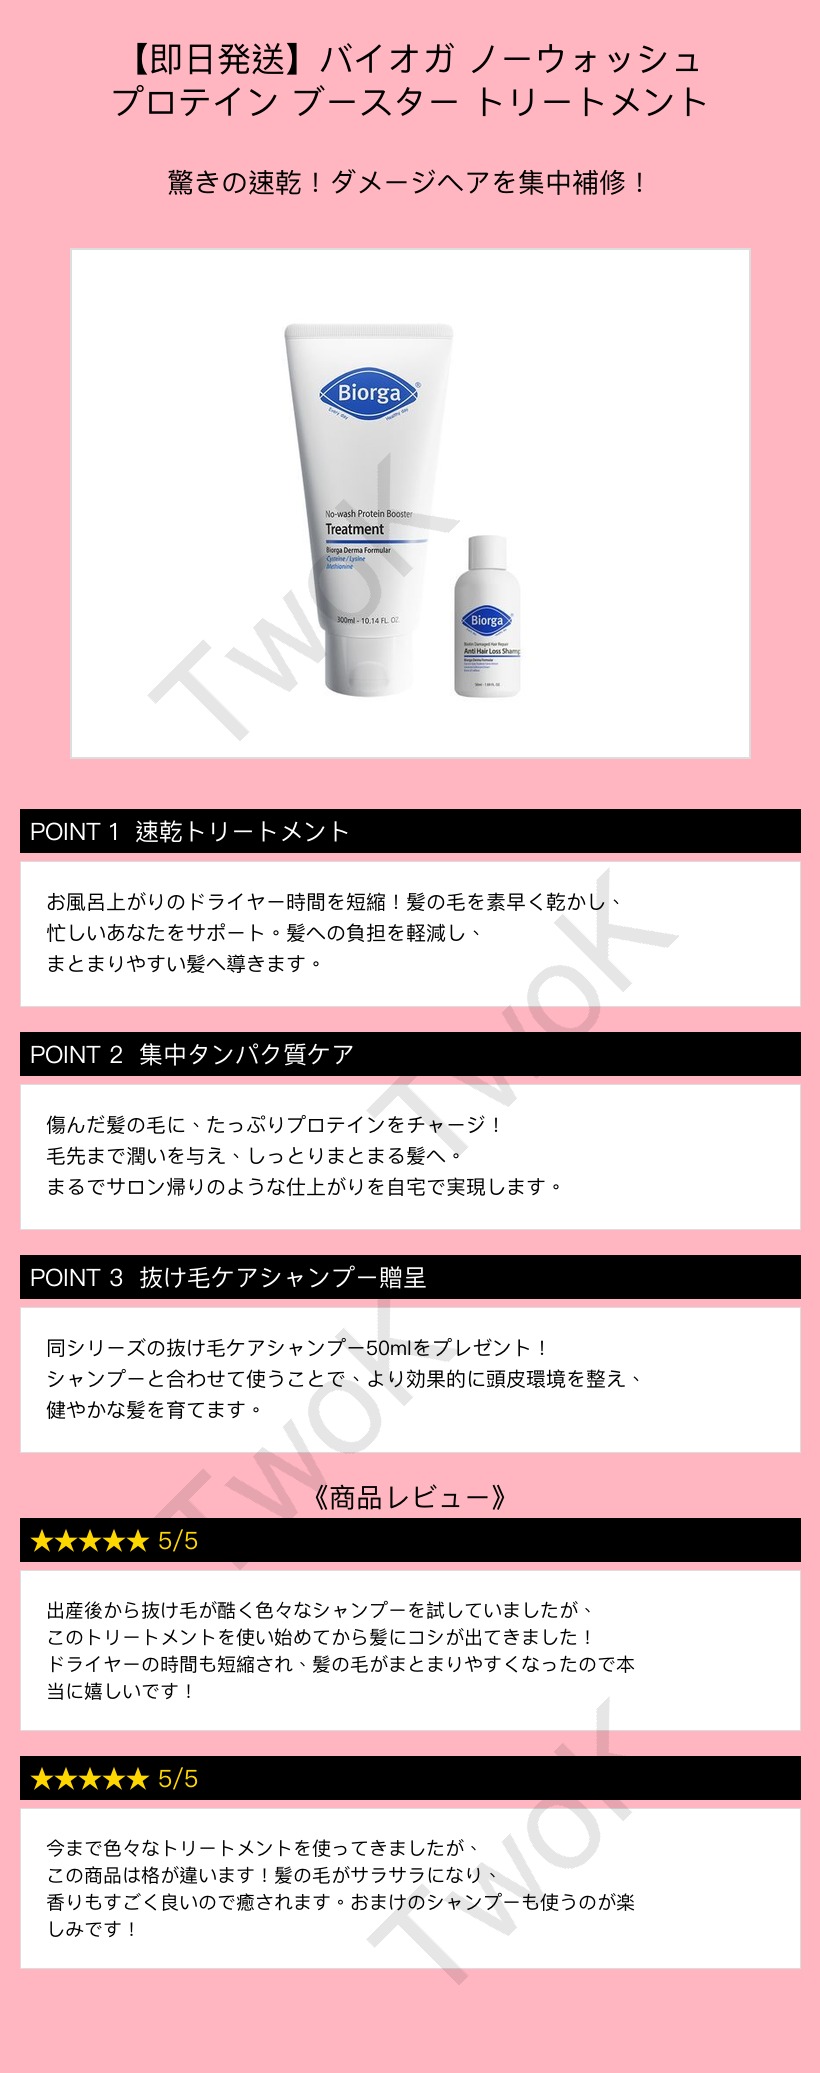 【即日発送】バイオガ ノーウォッシュ
プロテイン ブースター トリートメント
驚きの速乾！ダメージヘアを集中補修！
Biorga®
Every day Healthy day
No-wash Protein Booster
Treatment
Biorga Derma Formular
Cysteine / Lysine
Methionine
300ml - 10.14 FL. OZ.
Biorga
Biotin Damaged Hair Repair
Anti Hair Loss Shamp
Biorga Derma Formular
TwoK
POINT 1 速乾トリートメント
お風呂上がりのドライヤー時間を短縮！髪の毛を素早く乾かし、
忙しいあなたをサポート。髪への負担を軽減し、
まとまりやすい髪へ導きます。
TwoK
POINT 2 集中タンパク質ケア
傷んだ髪の毛に、たっぷりプロテインをチャージ！
毛先まで潤いを与え、しっとりまとまる髪へ。
まるでサロン帰りのような仕上がりを自宅で実現します。
POINT 3 抜け毛ケアシャンプー贈呈
同シリーズの抜け毛ケアシャンプー50mlをプレゼント！
シャンプーと合わせて使うことで、より効果的に頭皮環境を整え、
健やかな髪を育てます。
TwoK
《商品レビュー》
★★★★★ 5/5
出産後から抜け毛が酷く色々なシャンプーを試していましたが、
このトリートメントを使い始めてから髪にコシが出てきました！
ドライヤーの時間も短縮され、髪の毛がまとまりやすくなったので本
当に嬉しいです！
★★★★★ 5/5
今まで色々なトリートメントを使ってきましたが、
この商品は格が違います！髪の毛がサラサラになり、
香りもすごく良いので癒されます。おまけのシャンプーも使うのが楽
しみです！
TwoK